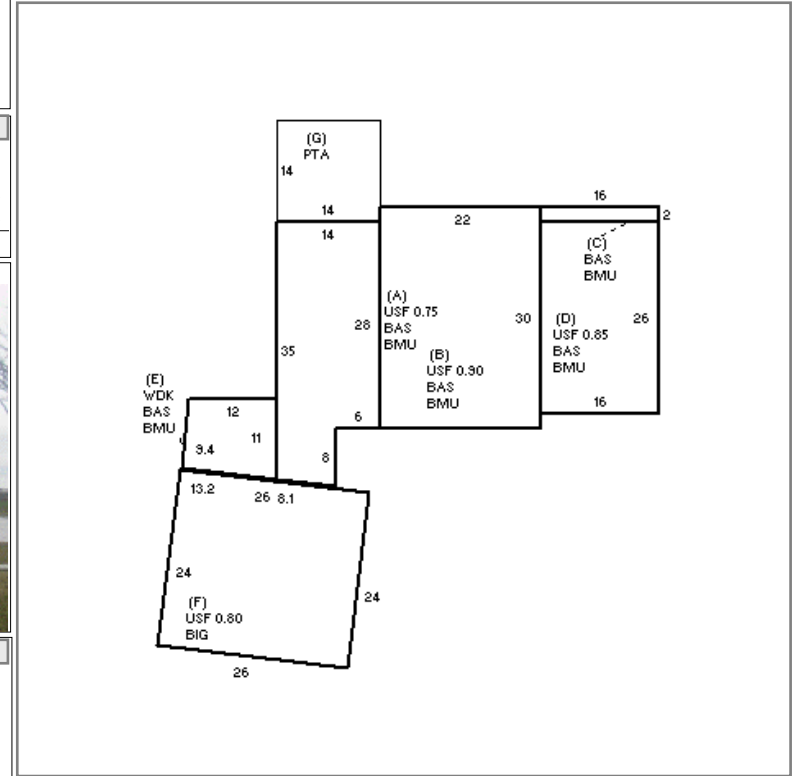 (G)
PTA
14
14
14
16
2
22
(C)
BAS
BMU
(A)
USF 0.75
BAS
BMU
28
30
(D)
USF 0.85
BAS
BMU
26
35
(B)
USF 0.90
BAS
BMU
(E)
WDK
BAS
BMU
12
11
9.4
6
8
16
13.2
26
8.1
24
24
(F)
USF 0.80
BIG
26